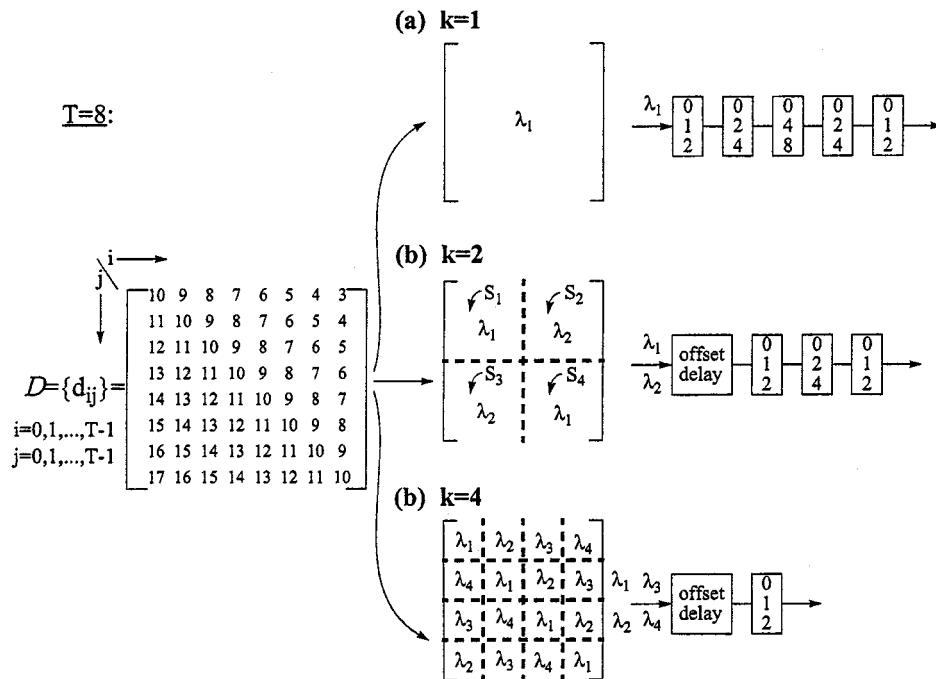 (a) k=1
T=8:
λ1
λ1
0 0 0 0 0
1 2 4 2 1
2 4 8 4 2
(b) k=2
i
j
S1 S2
λ1 λ2
S3 S4
λ2 λ1
λ1
λ2
offset
delay
0 0 0
1 2 1
2 4 2
D={dij}=
i=0,1,...,T-1
j=0,1,...,T-1
10 9 8 7 6 5 4 3
11 10 9 8 7 6 5 4
12 11 10 9 8 7 6 5
13 12 11 10 9 8 7 6
14 13 12 11 10 9 8 7
15 14 13 12 11 10 9 8
16 15 14 13 12 11 10 9
17 16 15 14 13 12 11 10
(b) k=4
λ1 λ2 λ3 λ4
λ4 λ1 λ2 λ3
λ3 λ4 λ1 λ2
λ2 λ3 λ4 λ1
λ1 λ3
λ2 λ4
offset
delay
0
1
2